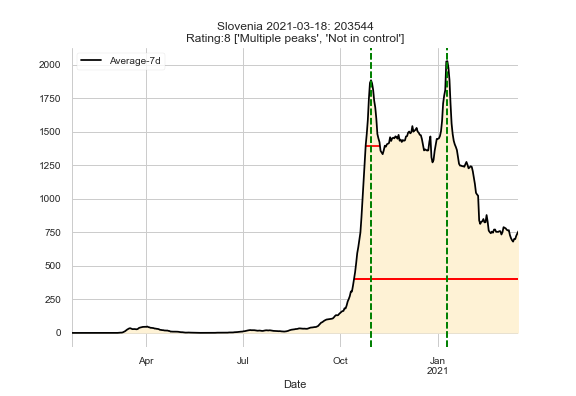 Slovenia 2021-03-18: 203544
Rating:8 ['Multiple peaks', 'Not in control']
Average-7d
2000
1750
1500
1250
1000
750
500
250
0
Apr
Jul
Oct
Jan
2021
Date